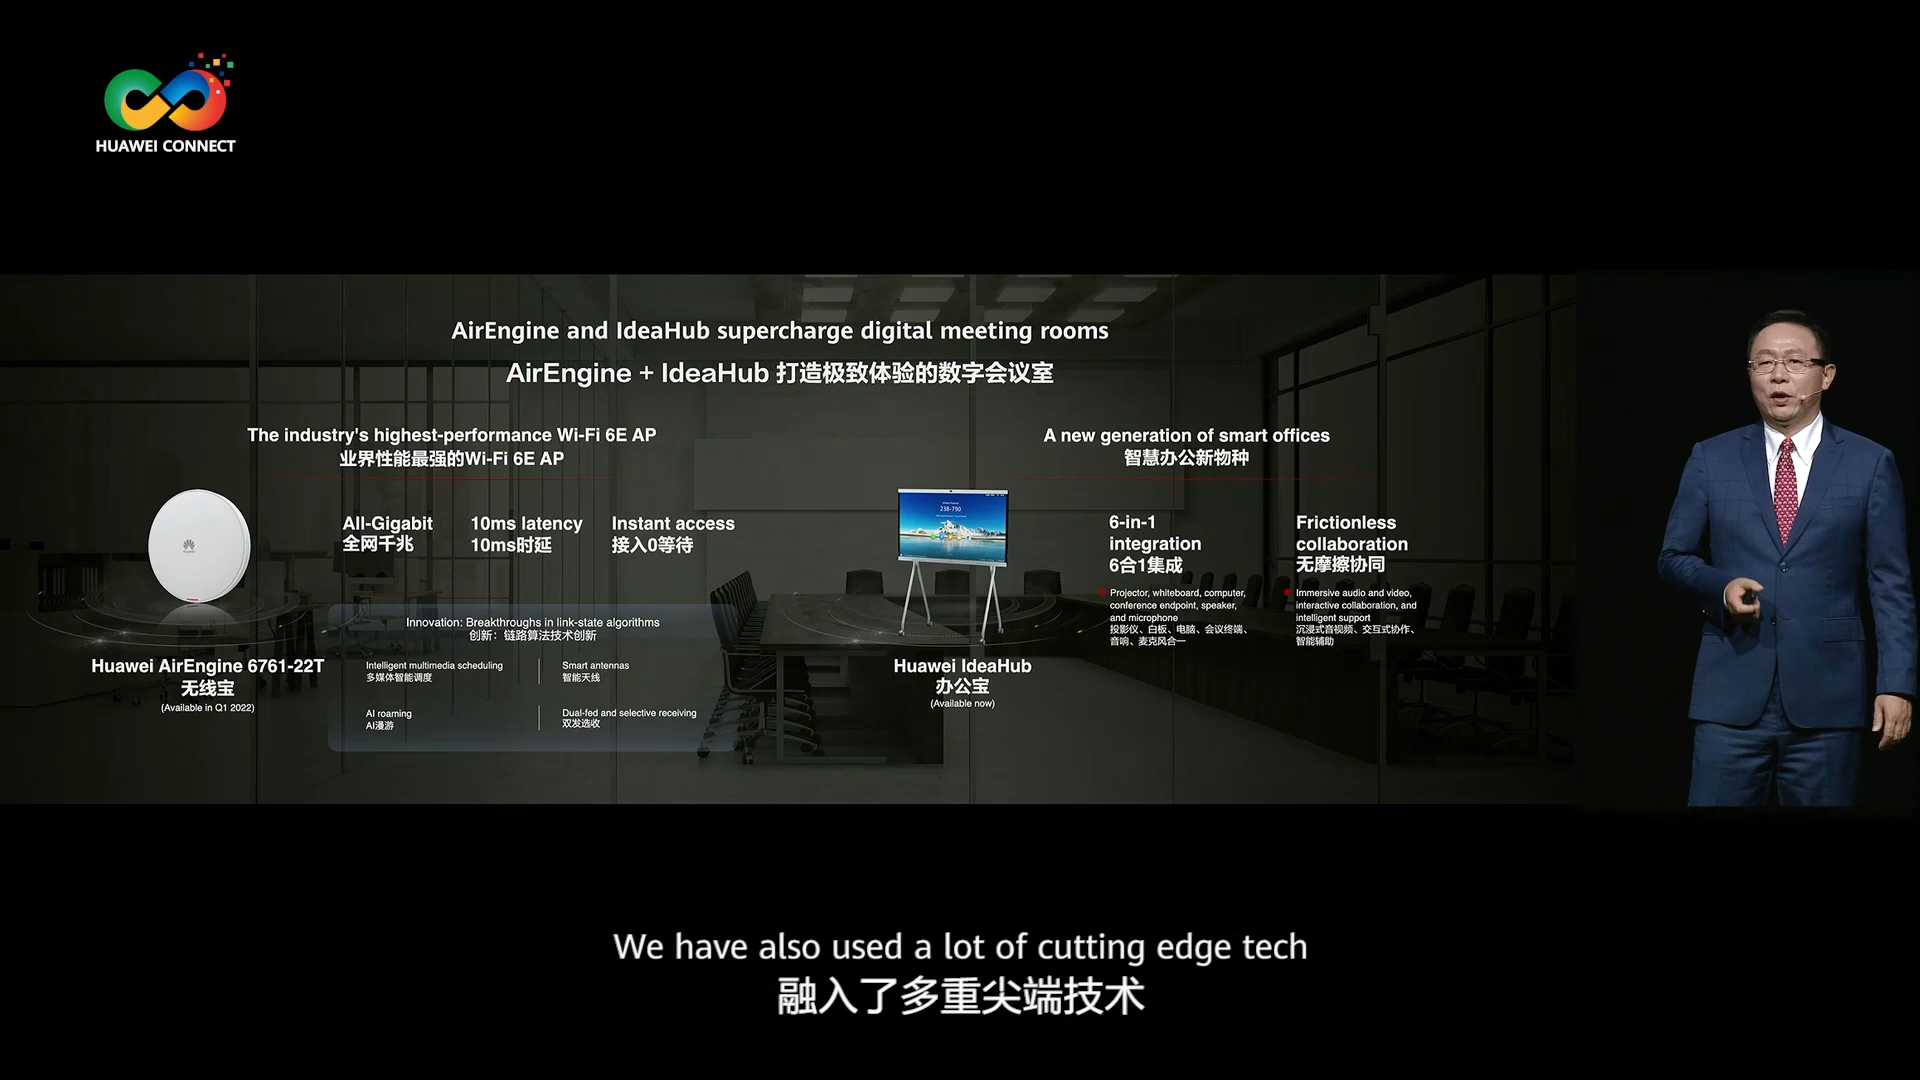 HUAWEI CONNECT
AirEngine and IdeaHub supercharge digital meeting rooms
AirEngine + IdeaHub 打造极致体验的数字会议室
The industry's highest-performance Wi-Fi 6E AP
业界性能最强的Wi-Fi 6E AP
HUAWEI
All-Gigabit
全网千兆
10ms latency
10ms时延
Instant access
接入0等待
Innovation: Breakthroughs in link-state algorithms
创新：链路算法技术创新
Intelligent multimedia scheduling
多媒体智能调度
Smart antennas
智能天线
AI roaming
AI漫游
Dual-fed and selective receiving
双发选收
Huawei AirEngine 6761-22T
无线宝
(Available in Q1 2022)
A new generation of smart offices
智慧办公新物种
238-790
Huawei IdeaHub
办公宝
(Available now)
6-in-1
integration
6合1集成
Projector, whiteboard, computer,
conference endpoint, speaker,
and microphone
投影仪、白板、电脑、会议终端、
音响、麦克风合一
Frictionless
collaboration
无摩擦协同
Immersive audio and video,
interactive collaboration, and
intelligent support
沉浸式音视频、交互式协作、
智能辅助
We have also used a lot of cutting edge tech
融入了多重尖端技术